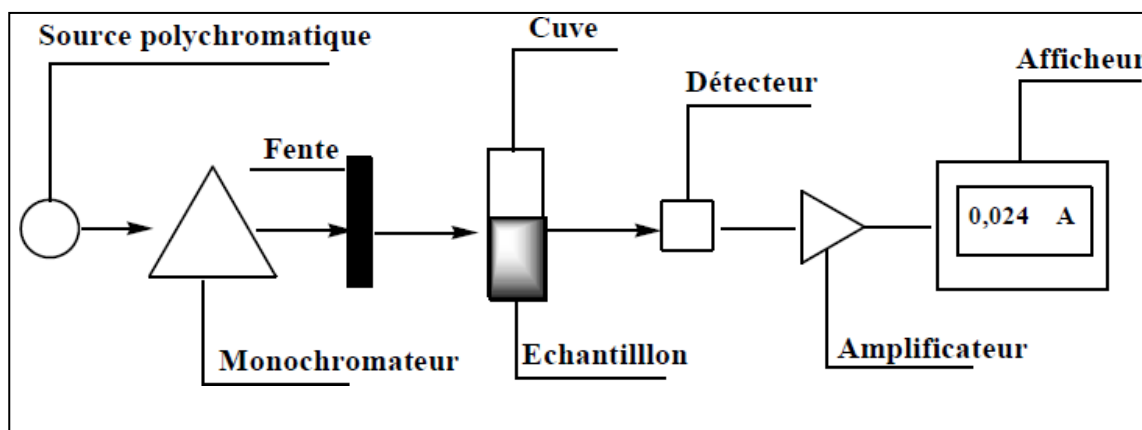 Source polychromatique
Cuve
Afficheur
Détecteur
Fente
0,024 A
Monochromateur
Echantilllon
Amplificateur